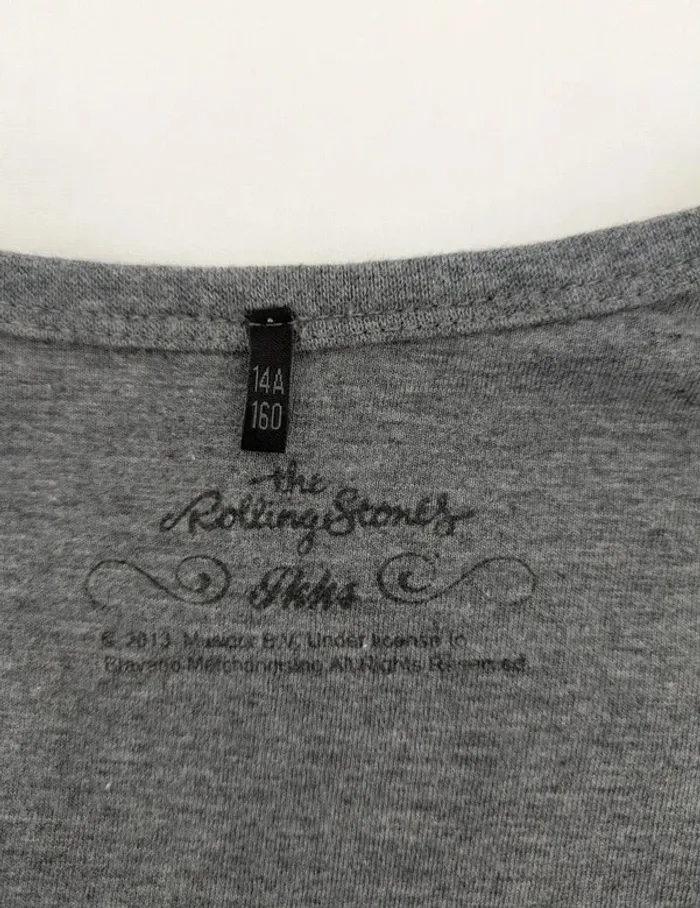 14A
160
the
Rolling Stones
Ikks
© 2013 Musidor B.V. Under license to
Bravado Merchandising All Rights Reserved.